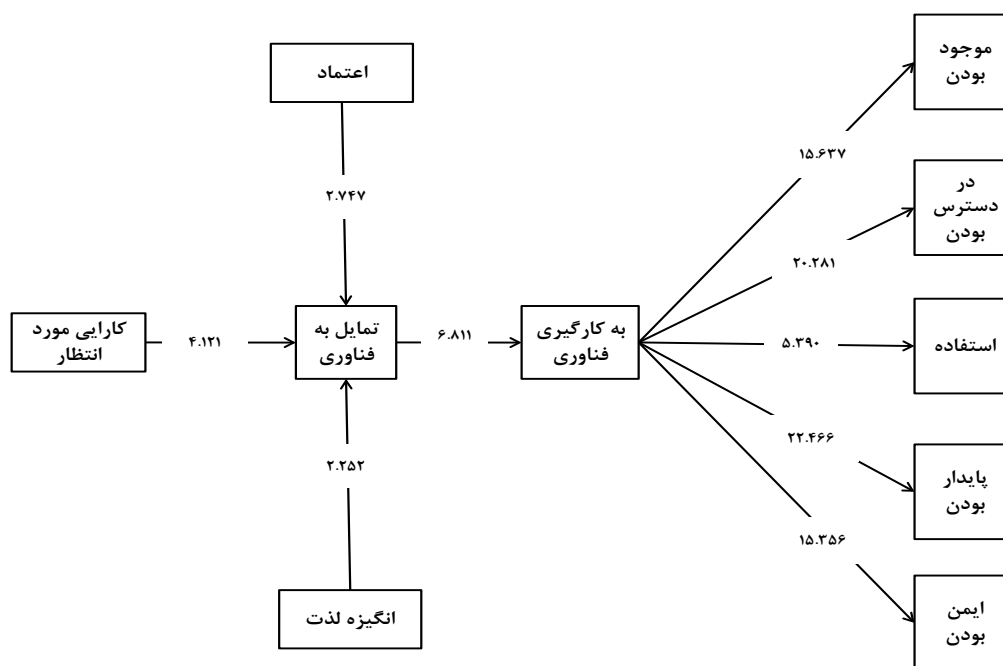 موجود
بودن
اعتماد
۱۵.۶۳۷
در
دسترس
بودن
۲.۷۴۷
۲۰.۲۸۱
کارایی مورد
انتظار
۴.۱۲۱
تمایل به
فناوری
۶.۸۱۱
به کارگیری
فناوری
۵.۳۹۰
استفاده
۲.۲۵۲
۲۲.۴۶۶
پایدار
بودن
۱۵.۳۵۶
انگیزه لذت
ایمن
بودن